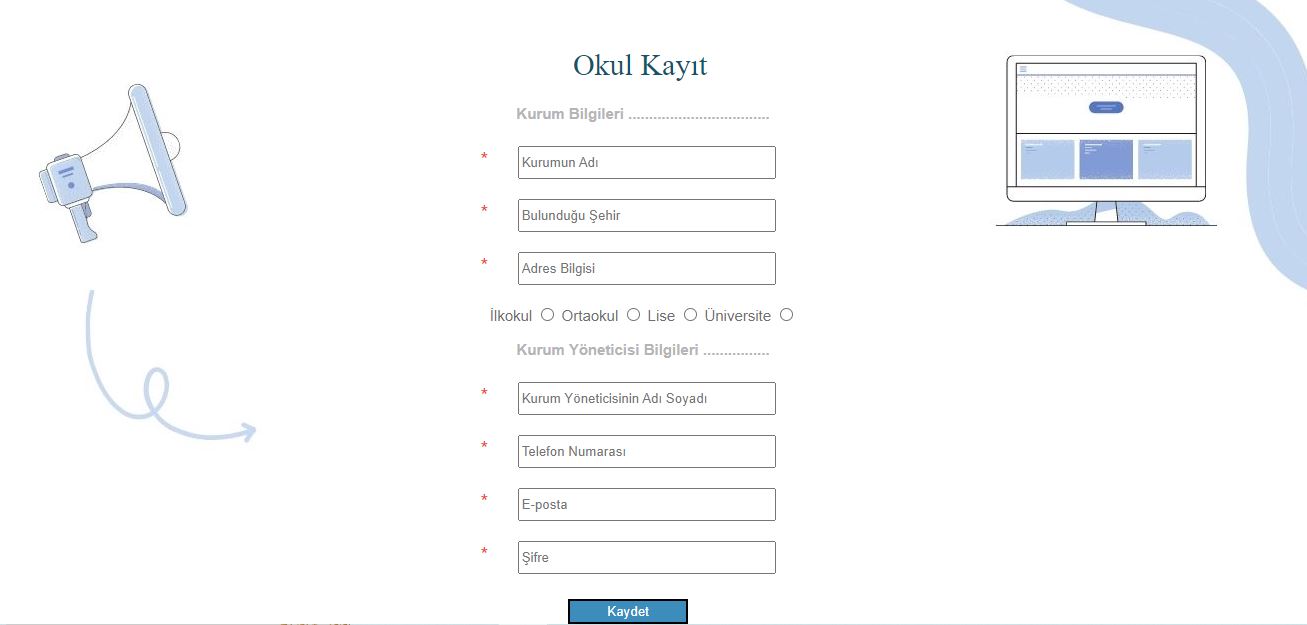 Okul Kayıt
Kurum Bilgileri ..................................
* Kurumun Adı
* Bulunduğu Şehir
* Adres Bilgisi
İlkokul Ortaokul Lise Üniversite
Kurum Yöneticisi Bilgileri ................
* Kurum Yöneticisinin Adı Soyadı
* Telefon Numarası
* E-posta
* Şifre
Kaydet